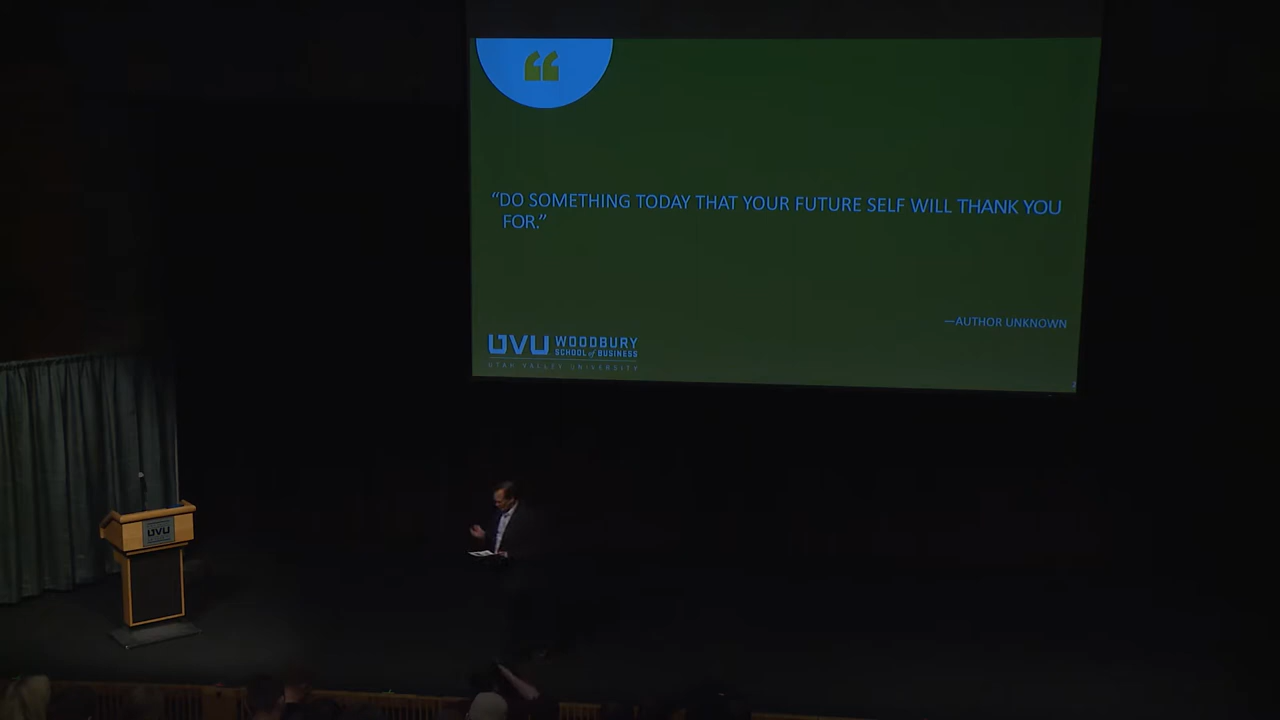 “
“DO SOMETHING TODAY THAT YOUR FUTURE SELF WILL THANK YOU
FOR.”
—AUTHOR UNKNOWN
UVU WOODBURY
SCHOOL of BUSINESS
UTAH VALLEY UNIVERSITY
2
UVU